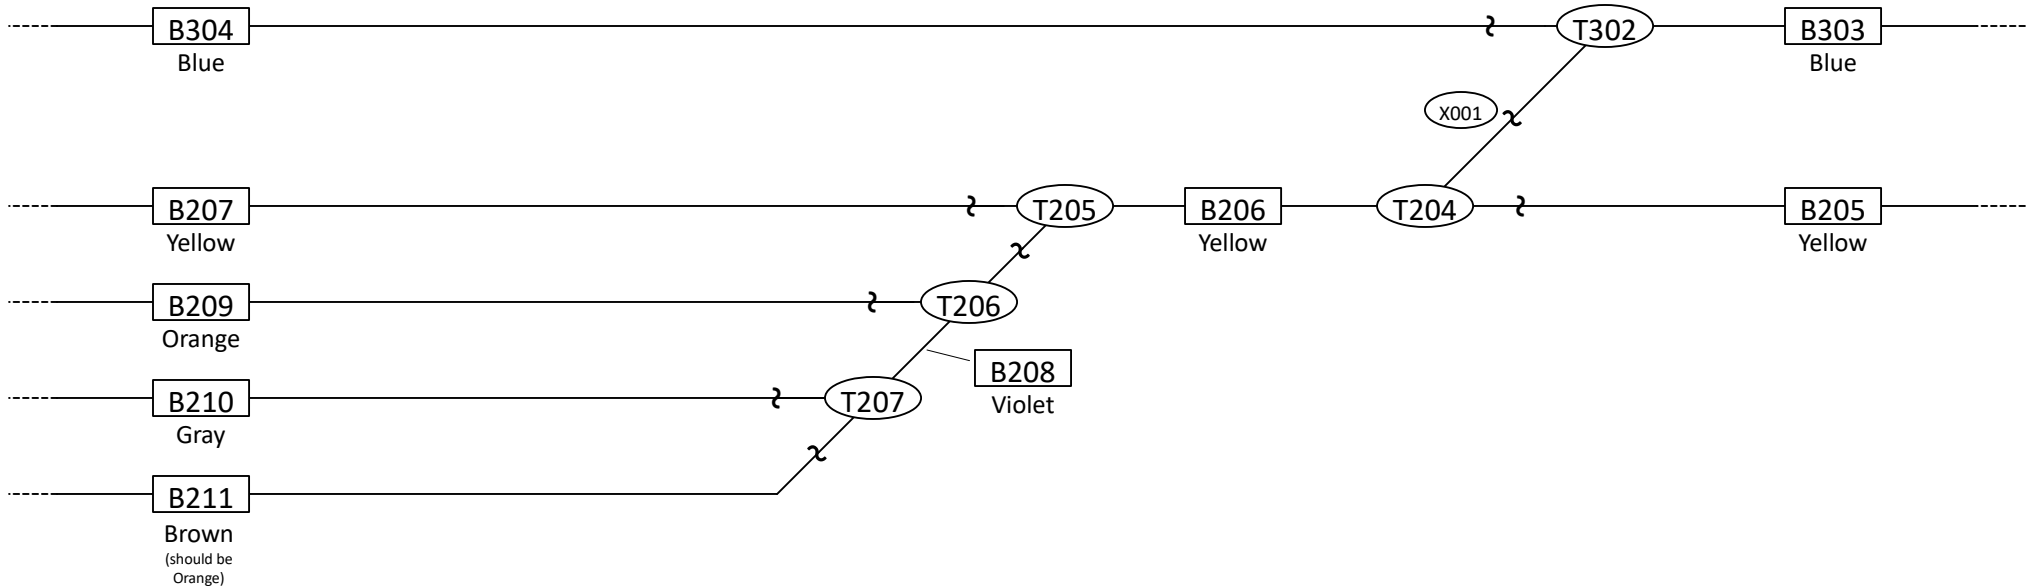 B304
Blue
T302
B303
Blue
X001
B207
Yellow
T205
B206
Yellow
T204
B205
Yellow
B209
Orange
T206
B208
Violet
B210
Gray
T207
B211
Brown
(should be
Orange)